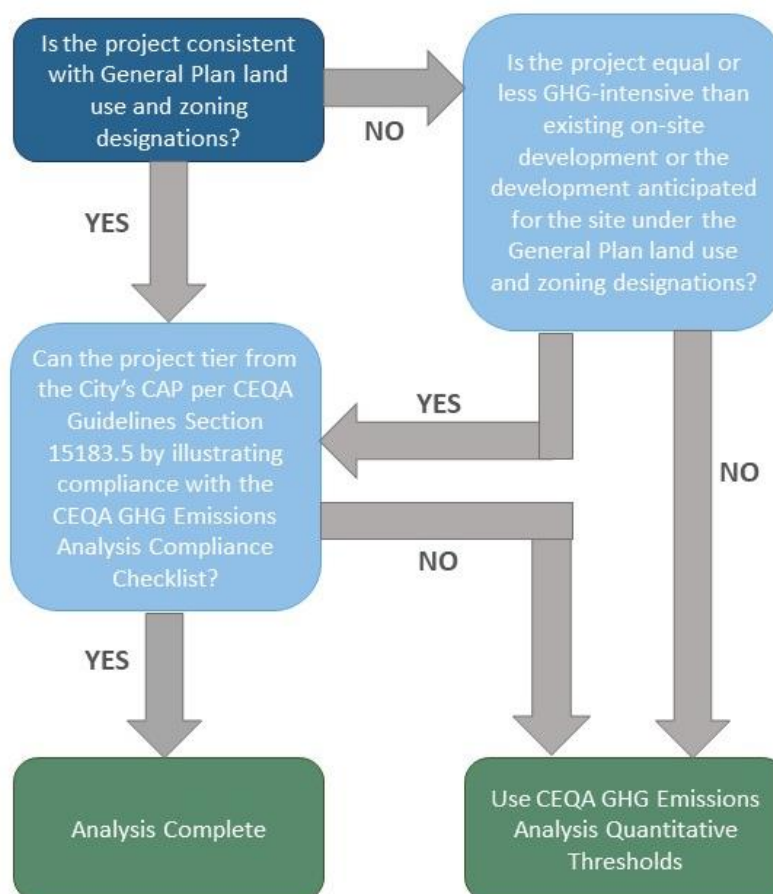 Is the project consistent
with General Plan land
use and zoning
designations?
NO
Is the project equal or
less GHG-intensive than
existing on-site
development or the
development anticipated
for the site under the
General Plan land use
and zoning designations?
YES
Can the project tier from
the City's CAP per CEQA
Guidelines Section
15183.5 by illustrating
compliance with the
CEQA GHG Emissions
Analysis Compliance
Checklist?
YES
NO
NO
YES
Analysis Complete
Use CEQA GHG Emissions
Analysis Quantitative
Thresholds